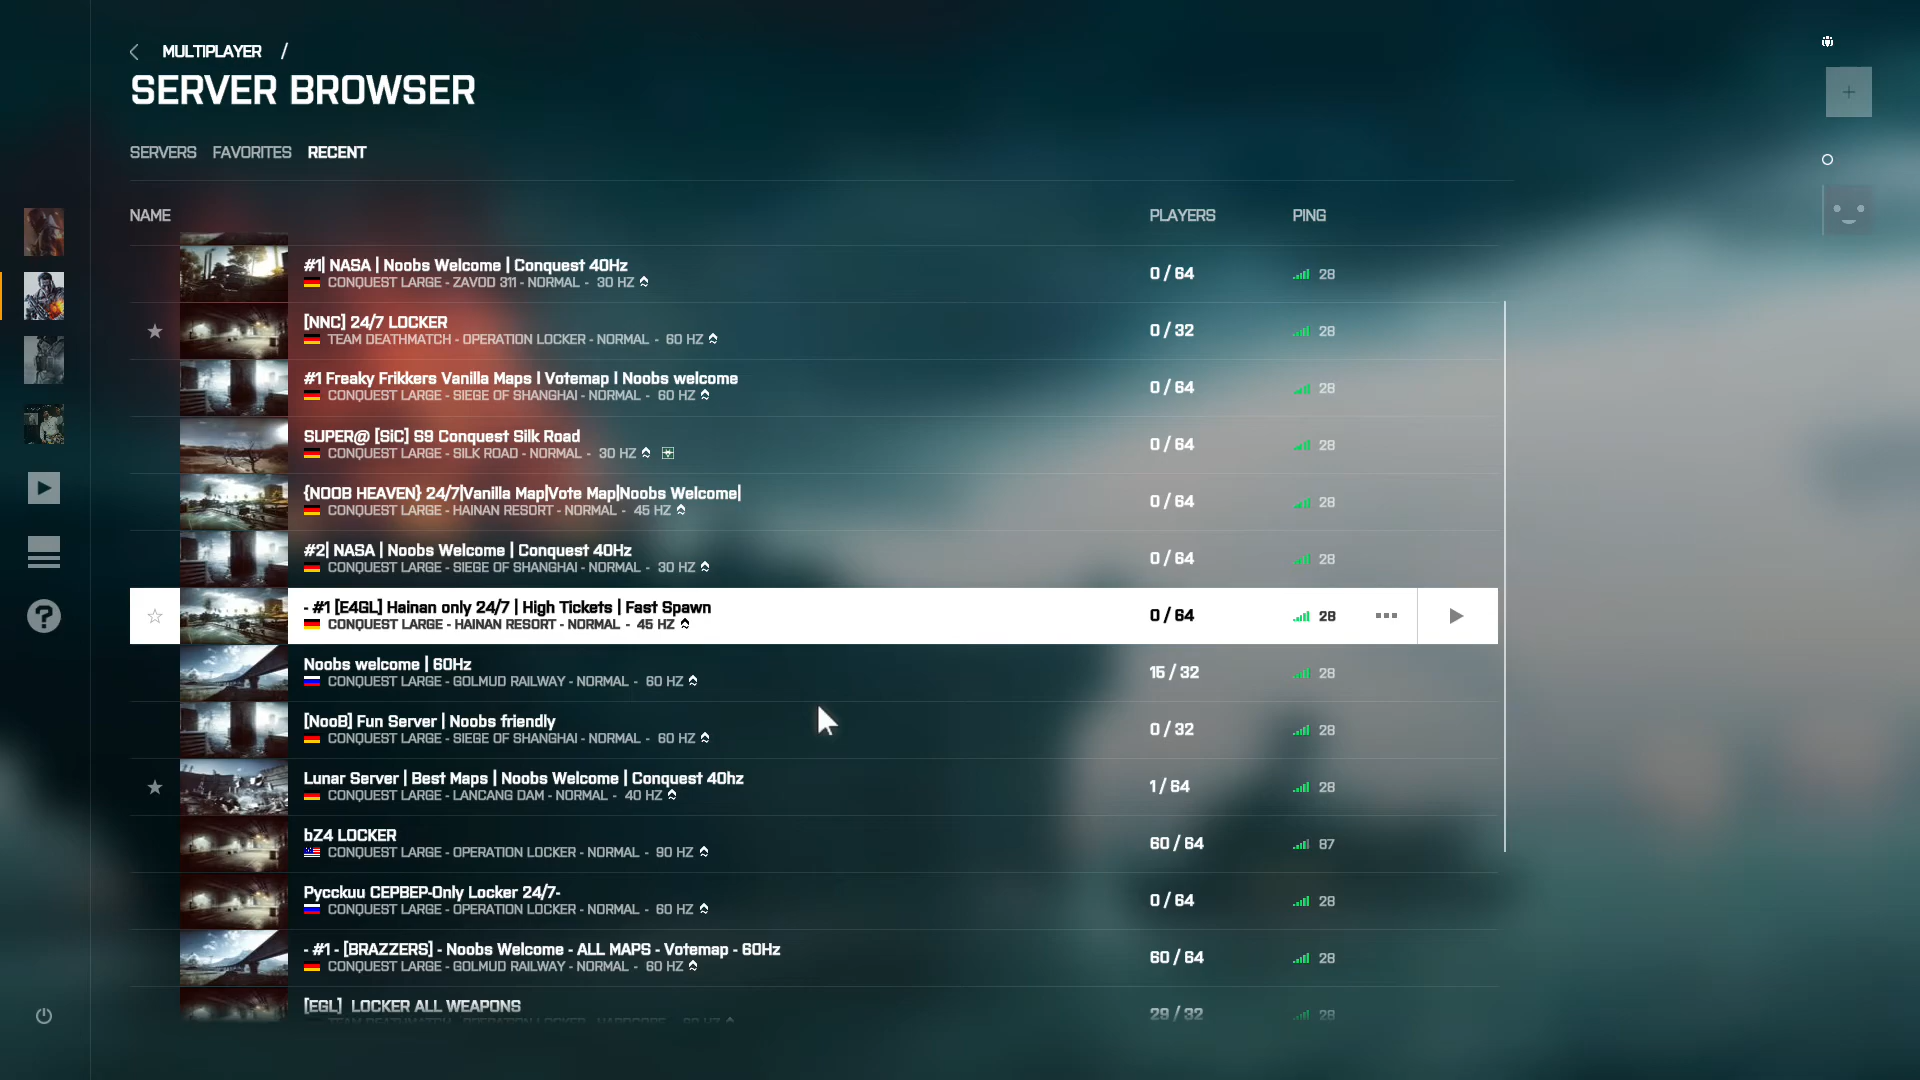 MULTIPLAYER /
SERVER BROWSER
SERVERS FAVORITES RECENT
NAME PLAYERS PING
#1| NASA | Noobs Welcome | Conquest 40Hz
CONQUEST LARGE - ZAVOD 311 - NORMAL - 30 HZ
0 / 64 28
[NNC] 24/7 LOCKER
TEAM DEATHMATCH - OPERATION LOCKER - NORMAL - 60 HZ
0 / 32 28
#1 Freaky Frikkers Vanilla Maps | Votemap | Noobs welcome
CONQUEST LARGE - SIEGE OF SHANGHAI - NORMAL - 60 HZ
0 / 64 28
SUPER@ [SiC] S9 Conquest Silk Road
CONQUEST LARGE - SILK ROAD - NORMAL - 30 HZ
0 / 64 28
{NOOB HEAVEN} 24/7|Vanilla Map|Vote Map|Noobs Welcome|
CONQUEST LARGE - HAINAN RESORT - NORMAL - 45 HZ
0 / 64 28
#2| NASA | Noobs Welcome | Conquest 40Hz
CONQUEST LARGE - SIEGE OF SHANGHAI - NORMAL - 30 HZ
0 / 64 28
- #1 [E4GL] Hainan only 24/7 | High Tickets | Fast Spawn
CONQUEST LARGE - HAINAN RESORT - NORMAL - 45 HZ
0 / 64 28
Noobs welcome | 60Hz
CONQUEST LARGE - GOLMUD RAILWAY - NORMAL - 60 HZ
15 / 32 28
[NooB] Fun Server | Noobs friendly
CONQUEST LARGE - SIEGE OF SHANGHAI - NORMAL - 60 HZ
0 / 32 28
Lunar Server | Best Maps | Noobs Welcome | Conquest 40hz
CONQUEST LARGE - LANCANG DAM - NORMAL - 40 HZ
1 / 64 28
bZ4 LOCKER
CONQUEST LARGE - OPERATION LOCKER - NORMAL - 90 HZ
60 / 64 87
Pycckuu CEPBEP-Only Locker 24/7-
CONQUEST LARGE - OPERATION LOCKER - NORMAL - 60 HZ
0 / 64 28
- #1 - [BRAZZERS] - Noobs Welcome - ALL MAPS - Votemap - 60Hz
CONQUEST LARGE - GOLMUD RAILWAY - NORMAL - 60 HZ
60 / 64 28
[EGL] LOCKER ALL WEAPONS
TEAM DEATHMATCH - OPERATION LOCKER - HARDCORE
29 / 32 28